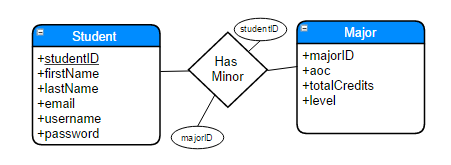 Student
+studentID
+firstName
+lastName
+email
+username
+password
Has
Minor
studentID
majorID
Major
+majorID
+aoc
+totalCredits
+level